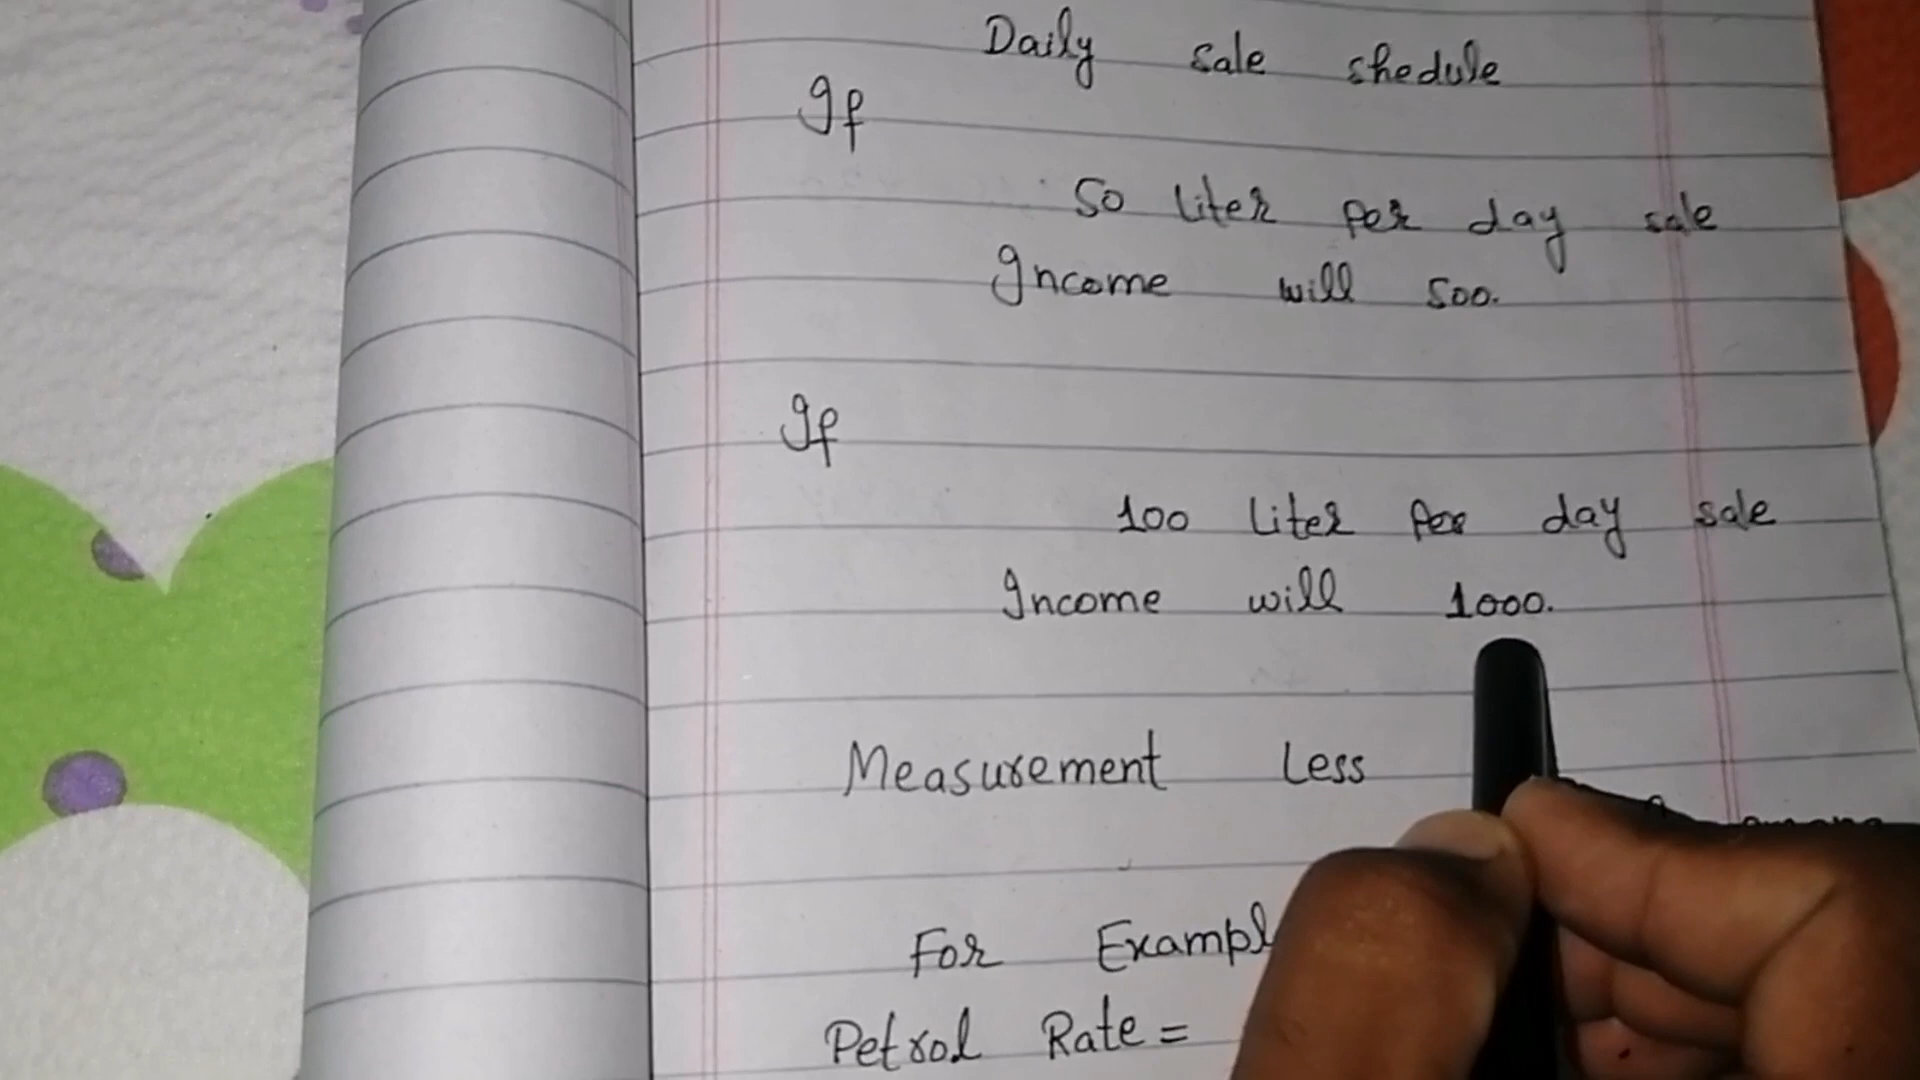 Daily sale shedule
If
50 liter per day sale
Income will 500.
If
100 liter per day sale
Income will 1000.
Measurement Less
For Exampl
Petrol Rate =